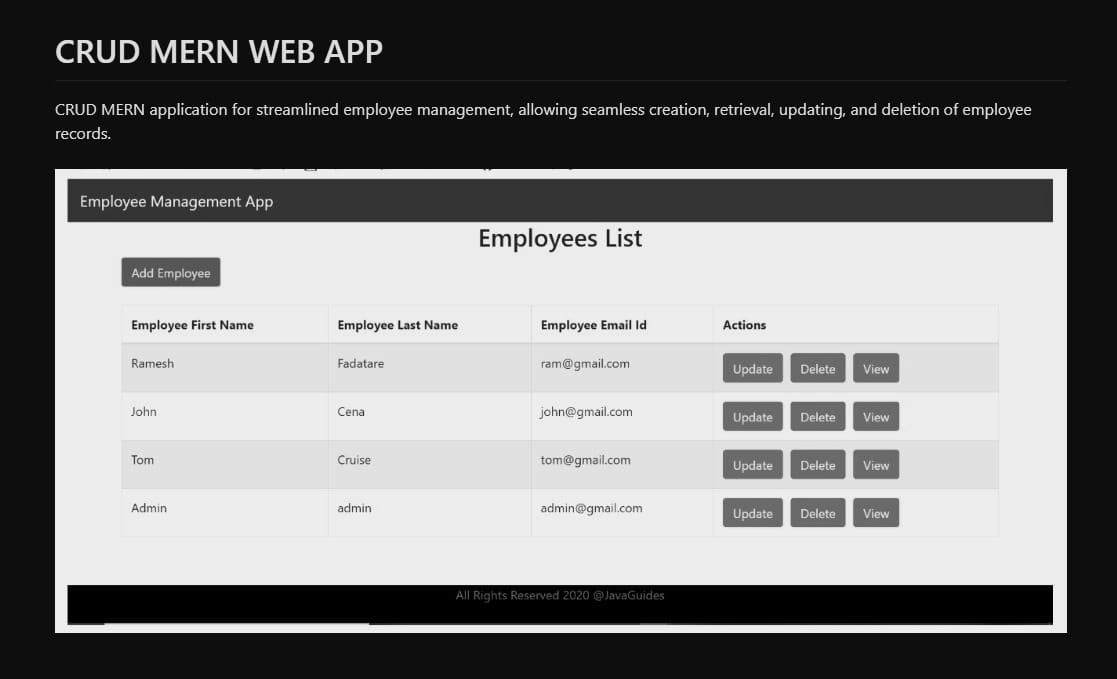 CRUD MERN WEB APP
CRUD MERN application for streamlined employee management, allowing seamless creation, retrieval, updating, and deletion of employee
records.
Employee Management App
Employees List
Add Employee
Employee First Name Employee Last Name Employee Email Id Actions
Ramesh Fadatare ram@gmail.com Update Delete View
John Cena john@gmail.com Update Delete View
Tom Cruise tom@gmail.com Update Delete View
Admin admin admin@gmail.com Update Delete View
All Rights Reserved 2020 @JavaGuides